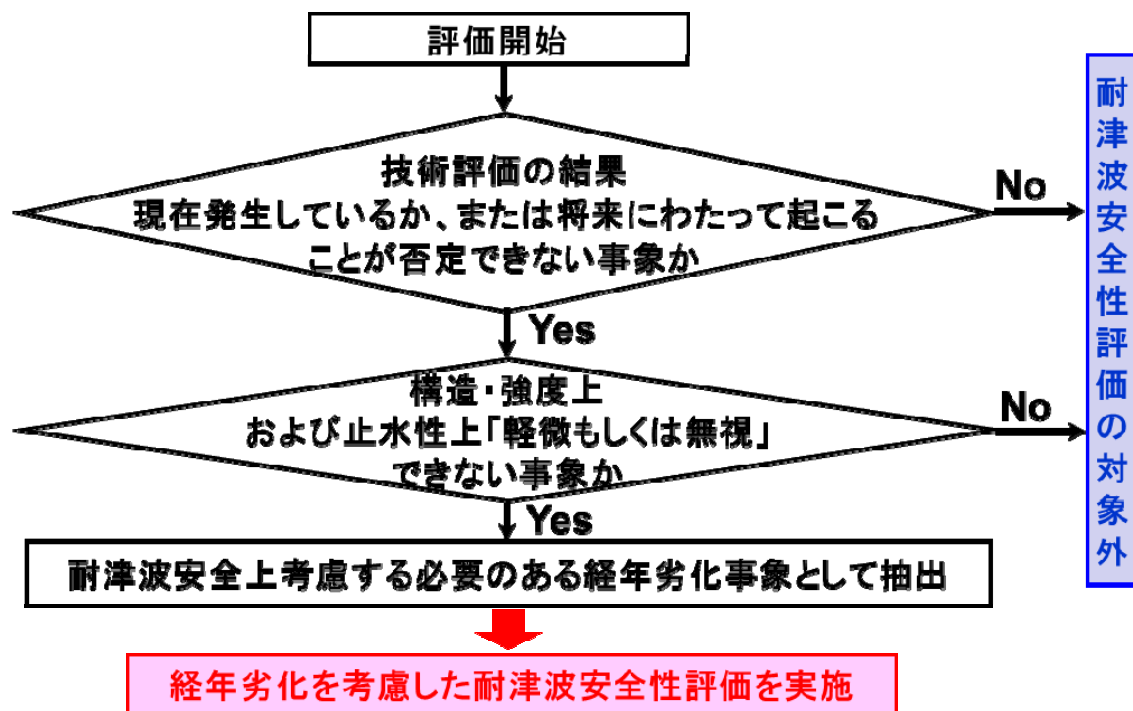 評価開始
技術評価の結果
現在発生しているか、または将来にわたって起こる
ことが否定できない事象か
No
Yes
構造・強度上
および止水性上「軽微もしくは無視」
できない事象か
No
Yes
耐津波安全上考慮する必要のある経年劣化事象として抽出
経年劣化を考慮した耐津波安全性評価を実施
耐津波安全性評価の対象外